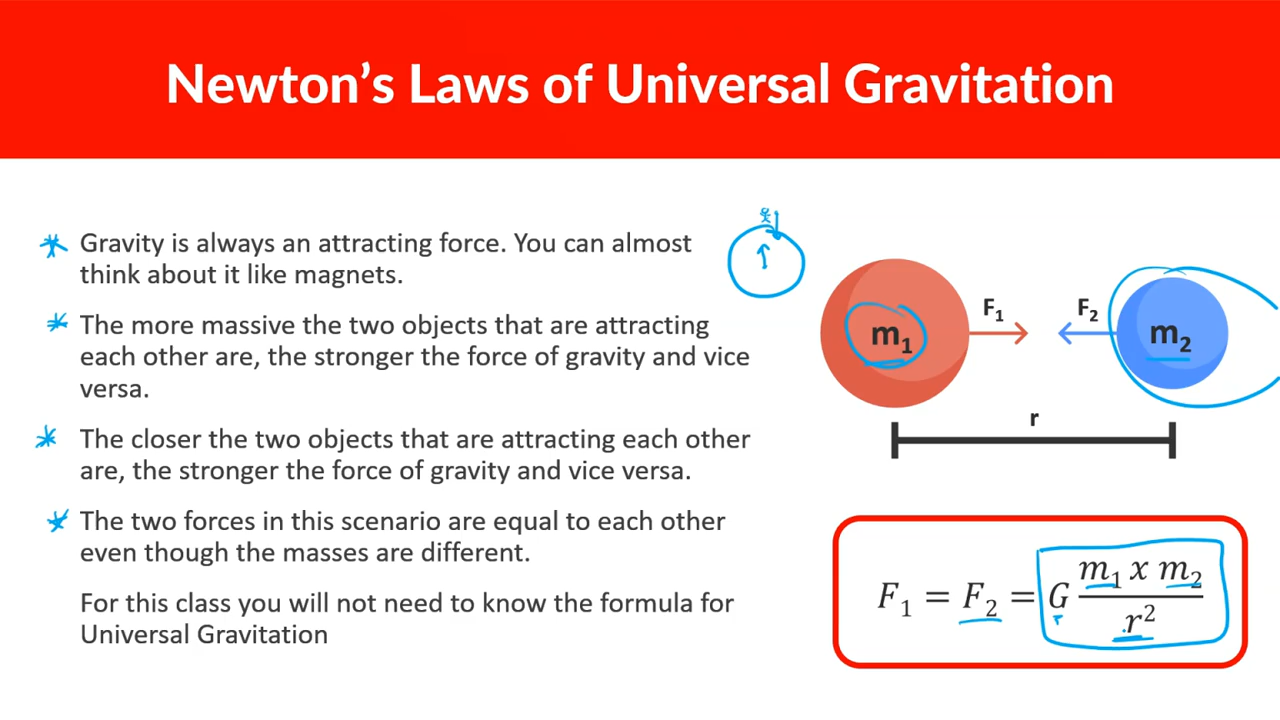 Newton's Laws of Universal Gravitation
Gravity is always an attracting force. You can almost
think about it like magnets.
The more massive the two objects that are attracting
each other are, the stronger the force of gravity and vice
versa.
The closer the two objects that are attracting each other
are, the stronger the force of gravity and vice versa.
The two forces in this scenario are equal to each other
even though the masses are different.
For this class you will not need to know the formula for
Universal Gravitation
F₁ F₂
m₁ m₂
r
F₁ = F₂ = G m₁ x m₂
r²